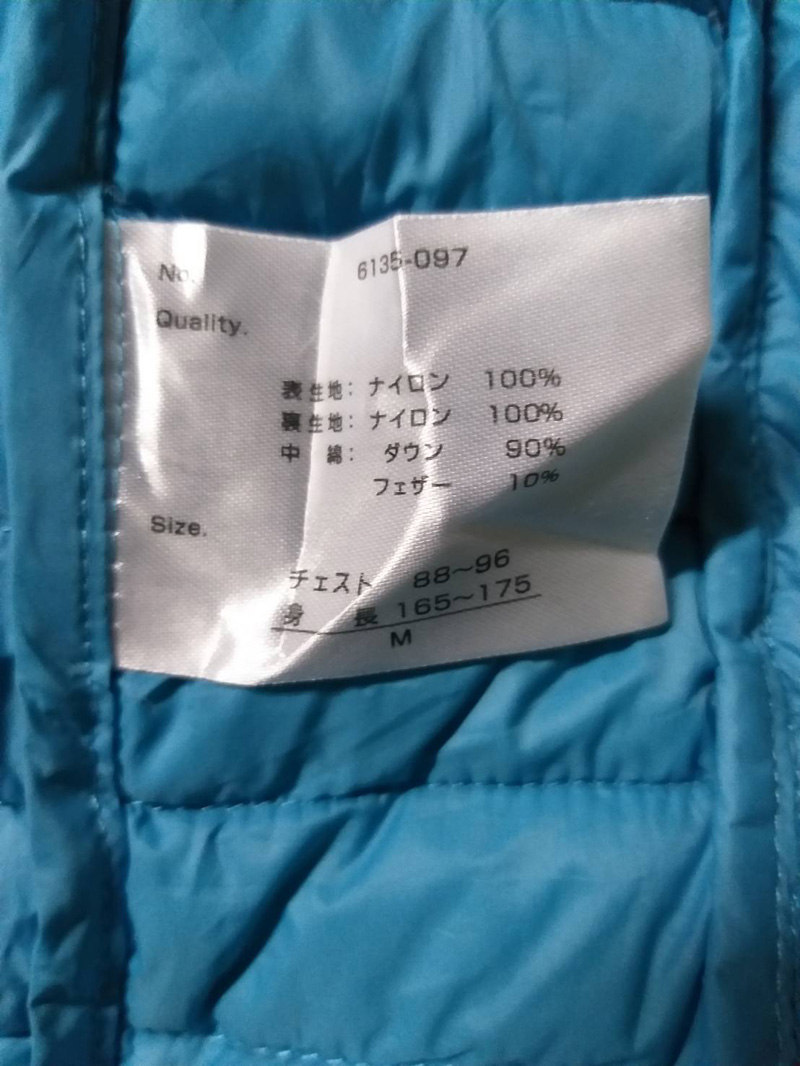 No. 6135-097
Quality.
表生地: ナイロン 100%
裏生地: ナイロン 100%
中綿: ダウン 90%
フェザー 10%
Size.
チェスト 88~96
身長 165~175
M